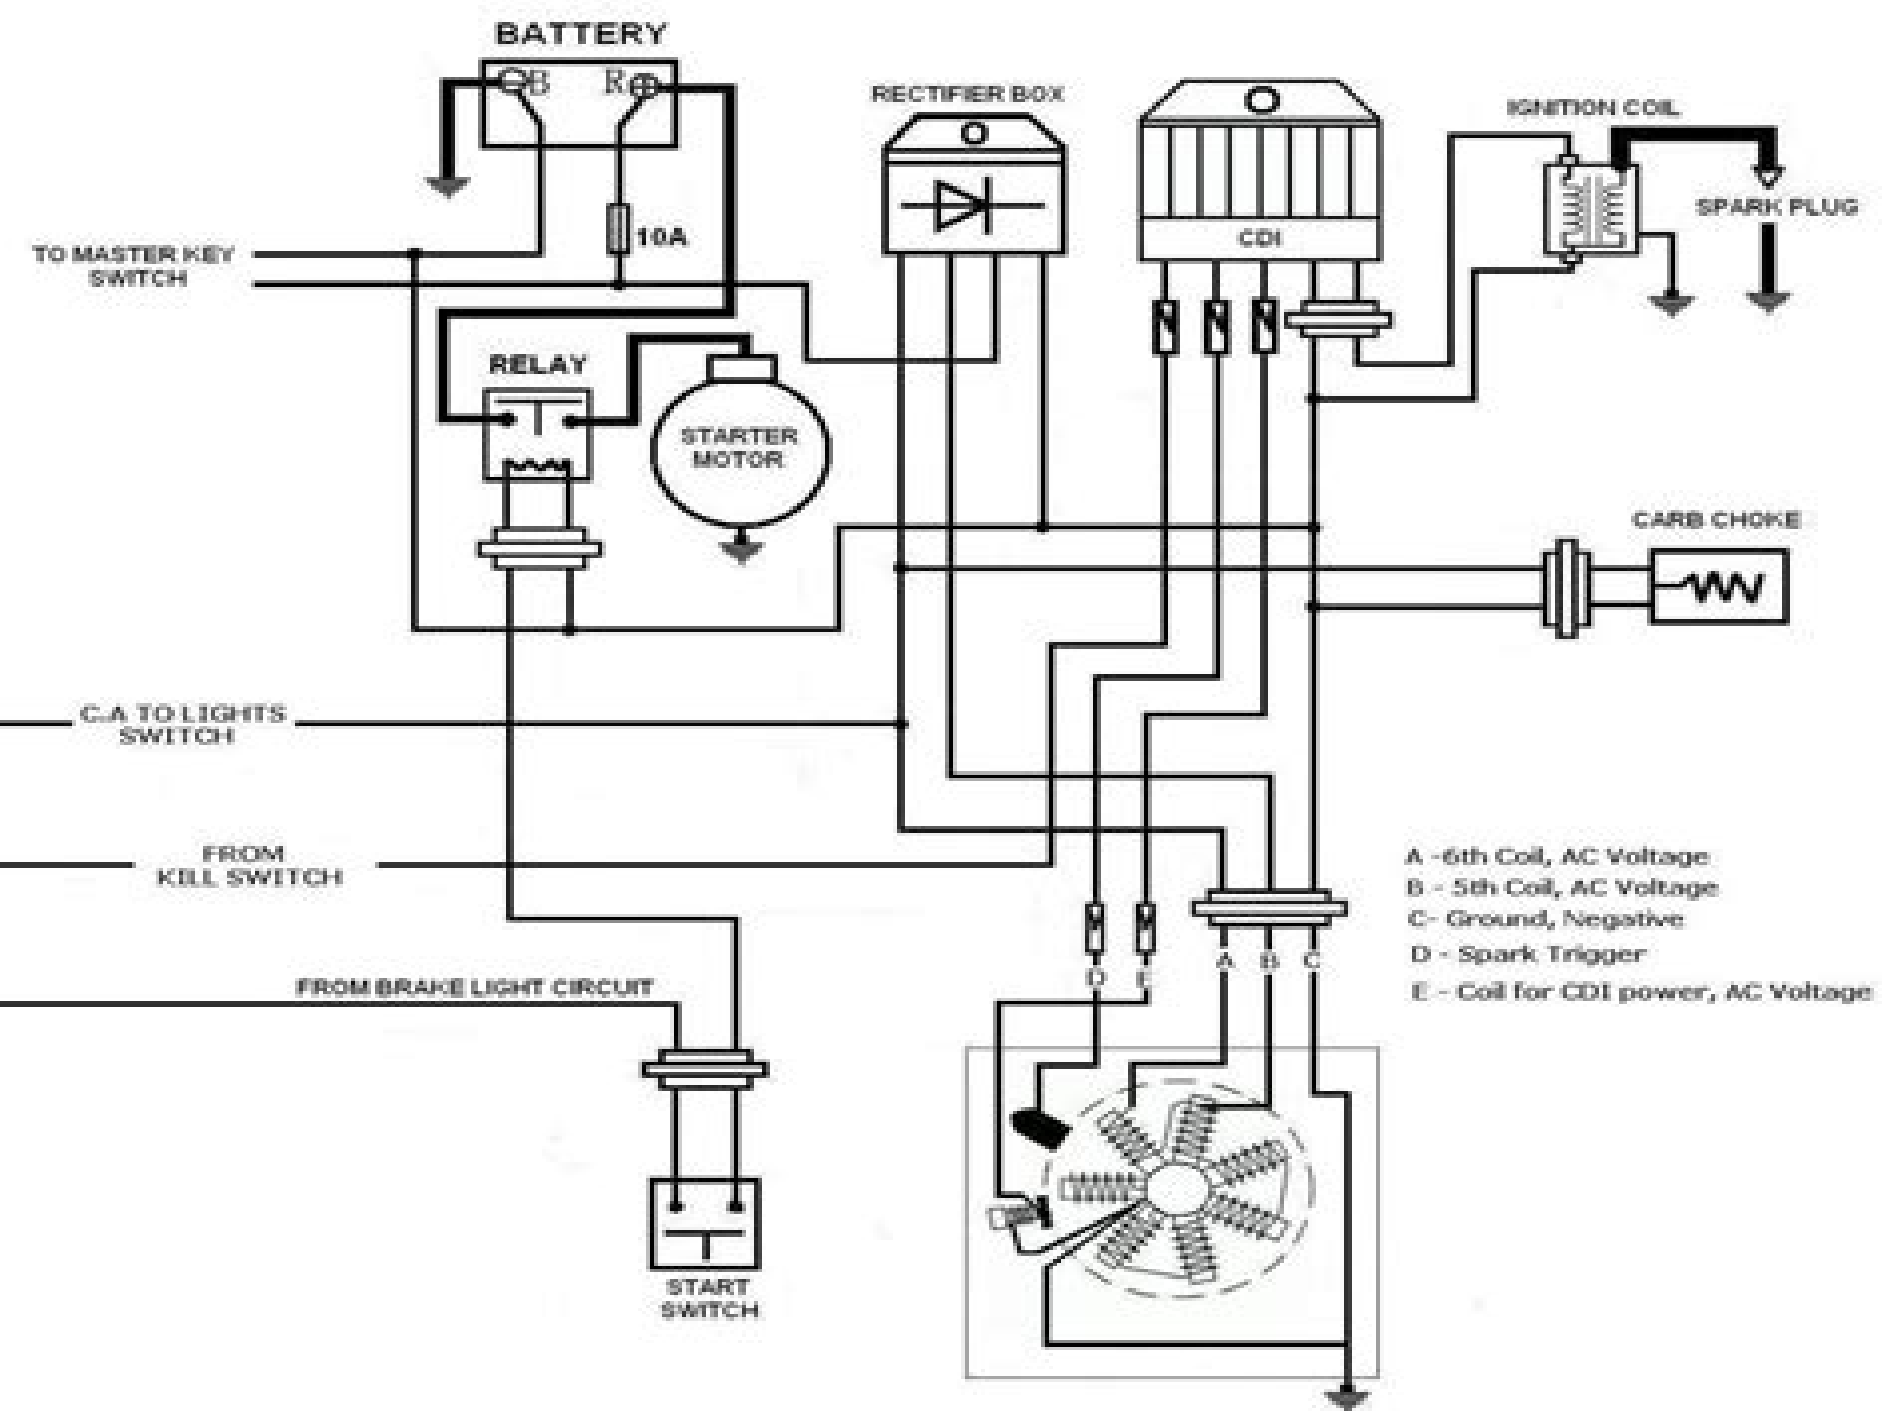 BATTERY
B R
RECTIFIER BOX
IGNITION COIL
SPARK PLUG
CDI
10A
TO MASTER KEY
SWITCH
RELAY
STARTER
MOTOR
CARB CHOKE
C.A TO LIGHTS
SWITCH
FROM
KILL SWITCH
A -6th Coil, AC Voltage
B - 5th Coil, AC Voltage
C- Ground, Negative
D - Spark Trigger
E - Coil for CDI power, AC Voltage
D E A B C
FROM BRAKE LIGHT CIRCUIT
START
SWITCH